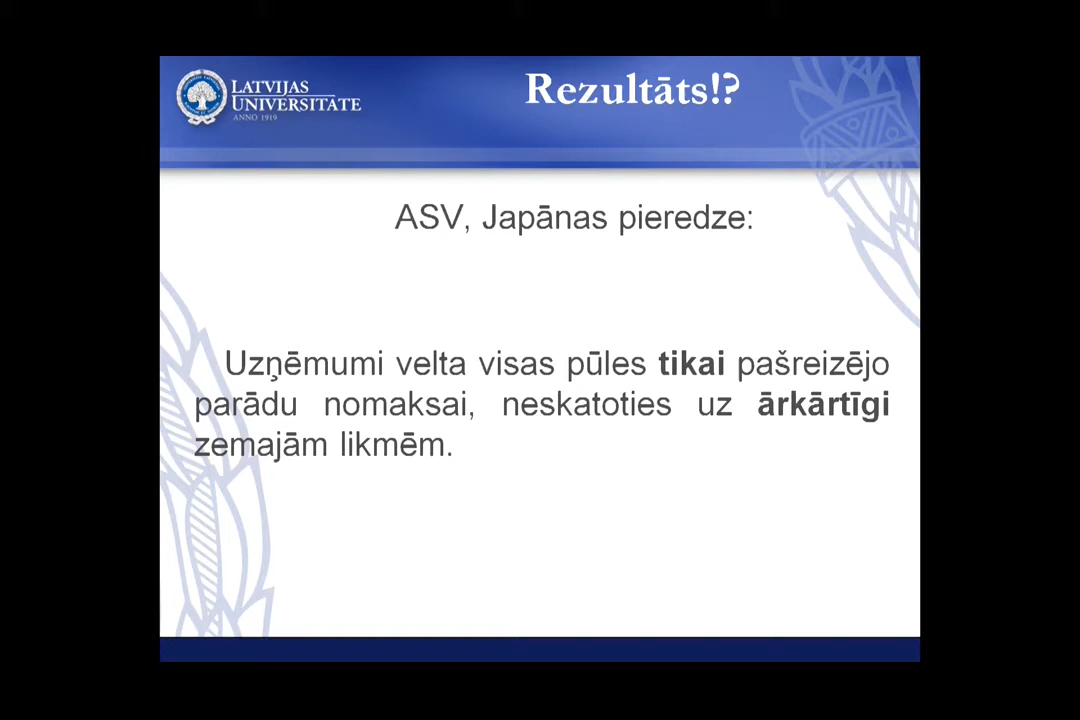 LATVIJAS
UNIVERSITĀTE
ANNO 1919
Rezultāts!?
ASV, Japānas pieredze:
Uzņēmumi velta visas pūles tikai pašreizējo
parādu nomaksai, neskatoties uz ārkārtīgi
zemajām likmēm.